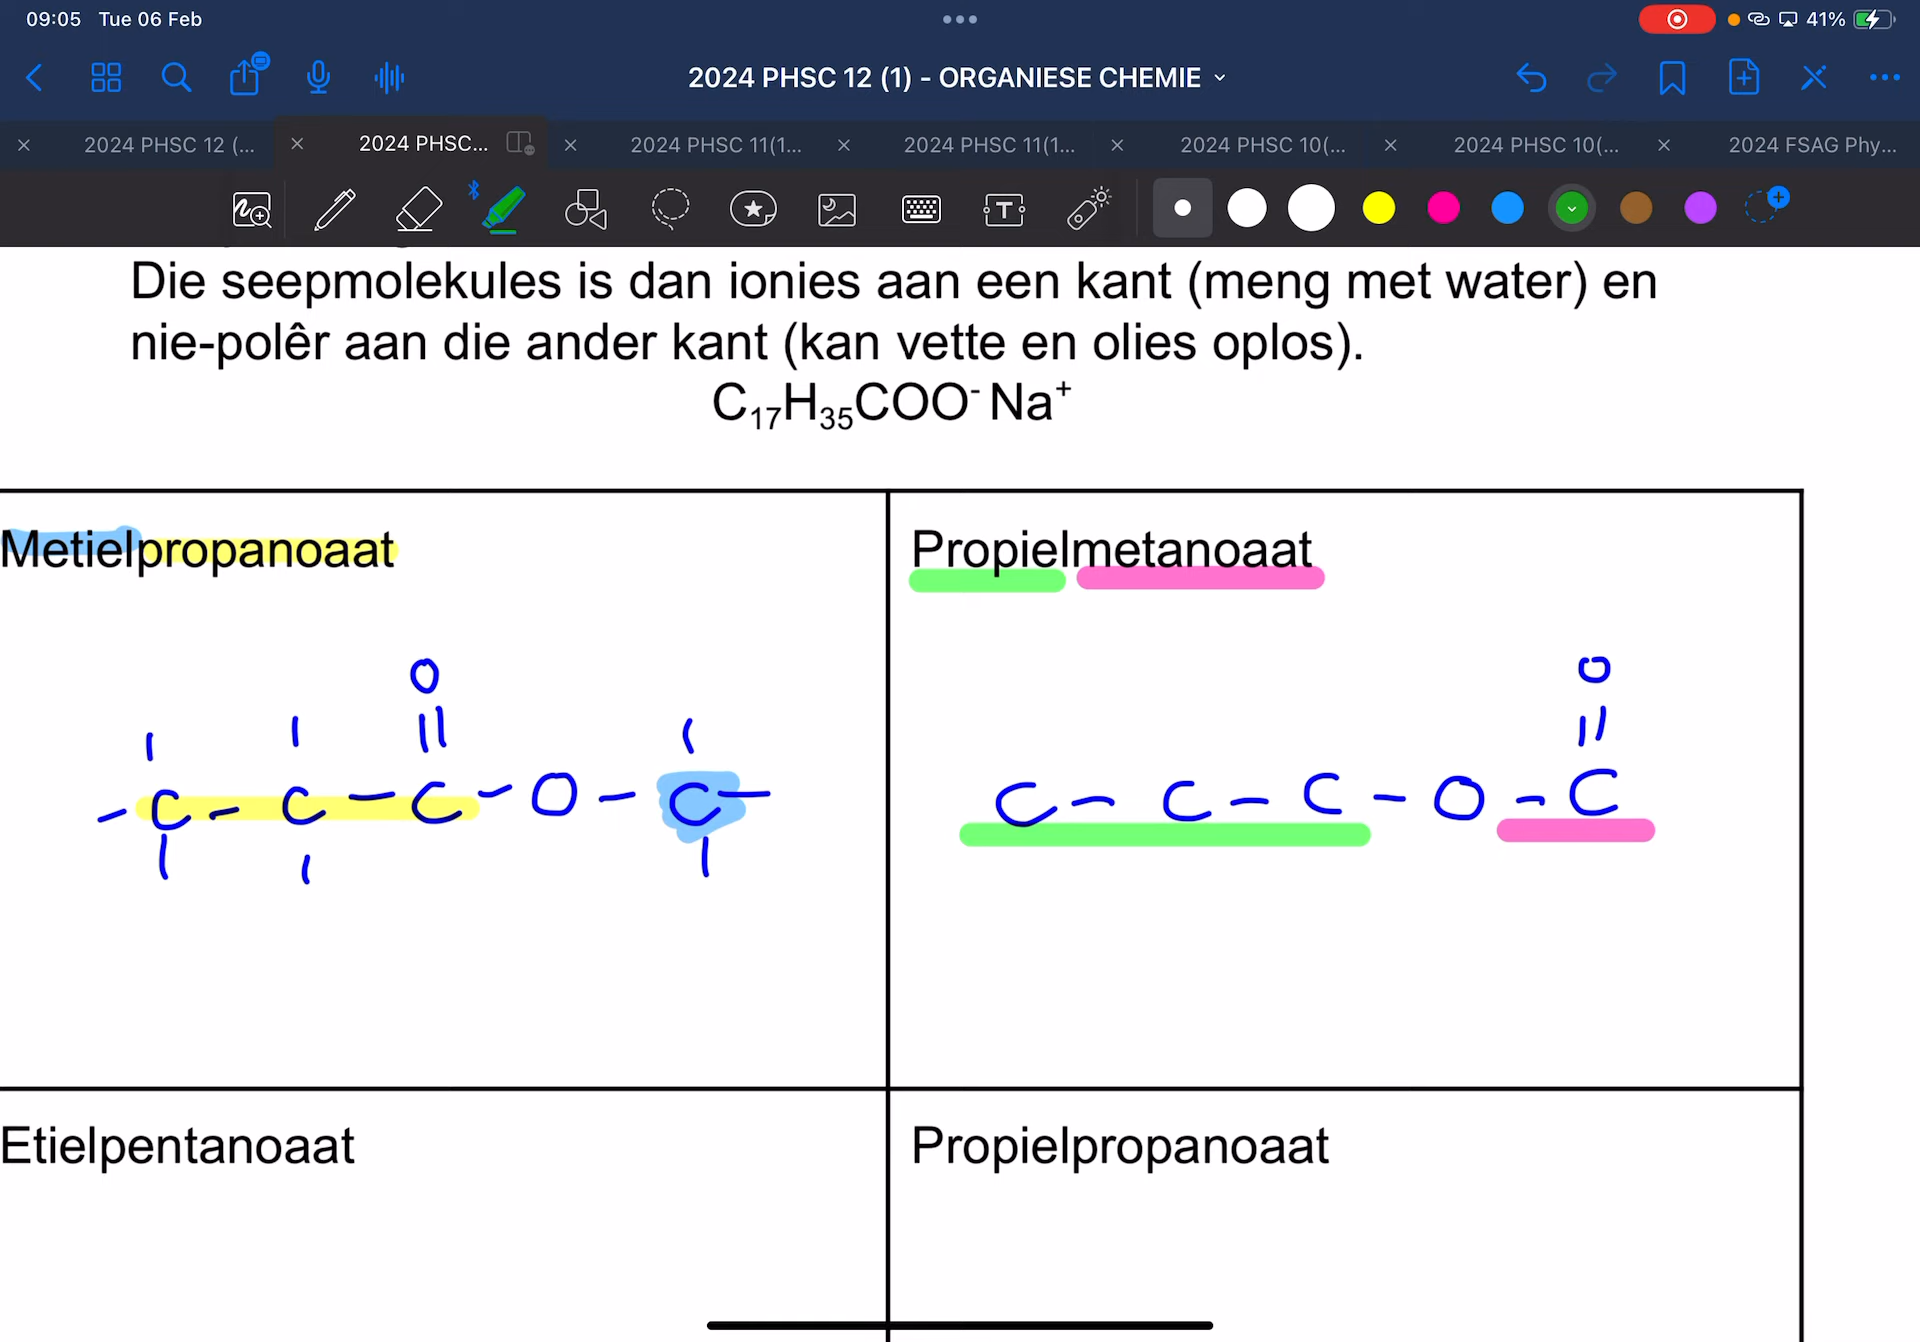 09:05 Tue 06 Feb
41%
2024 PHSC 12 (1) - ORGANIESE CHEMIE
2024 PHSC 12 (... 2024 PHSC... 2024 PHSC 11(1... 2024 PHSC 11(1... 2024 PHSC 10(... 2024 PHSC 10(... 2024 FSAG Phy...
T
Die seepmolekules is dan ionies aan een kant (meng met water) en
nie-polêr aan die ander kant (kan vette en olies oplos).
C₁₇H₃₅COO⁻ Na⁺
Metielpropanoaat
O
||
- C - C - C - O - C -
Propielmetanoaat
O
||
C - C - C - O - C
Etielpentanoaat
Propielpropanoaat